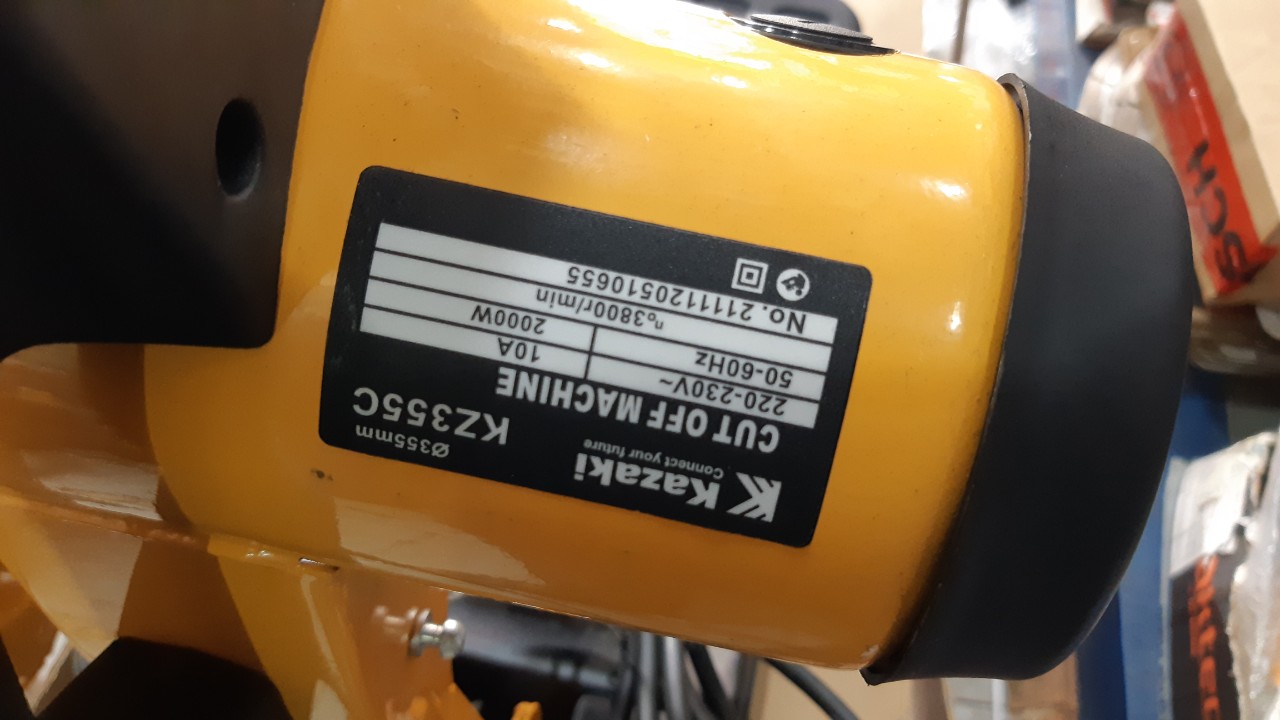 Kazaki
Connect your future
Ø355mm
CUT OFF MACHINE
KZ355C
220-230V~ 10A
50-60Hz 2000W
n₀3800r/min
No. 2111120510655
SCH